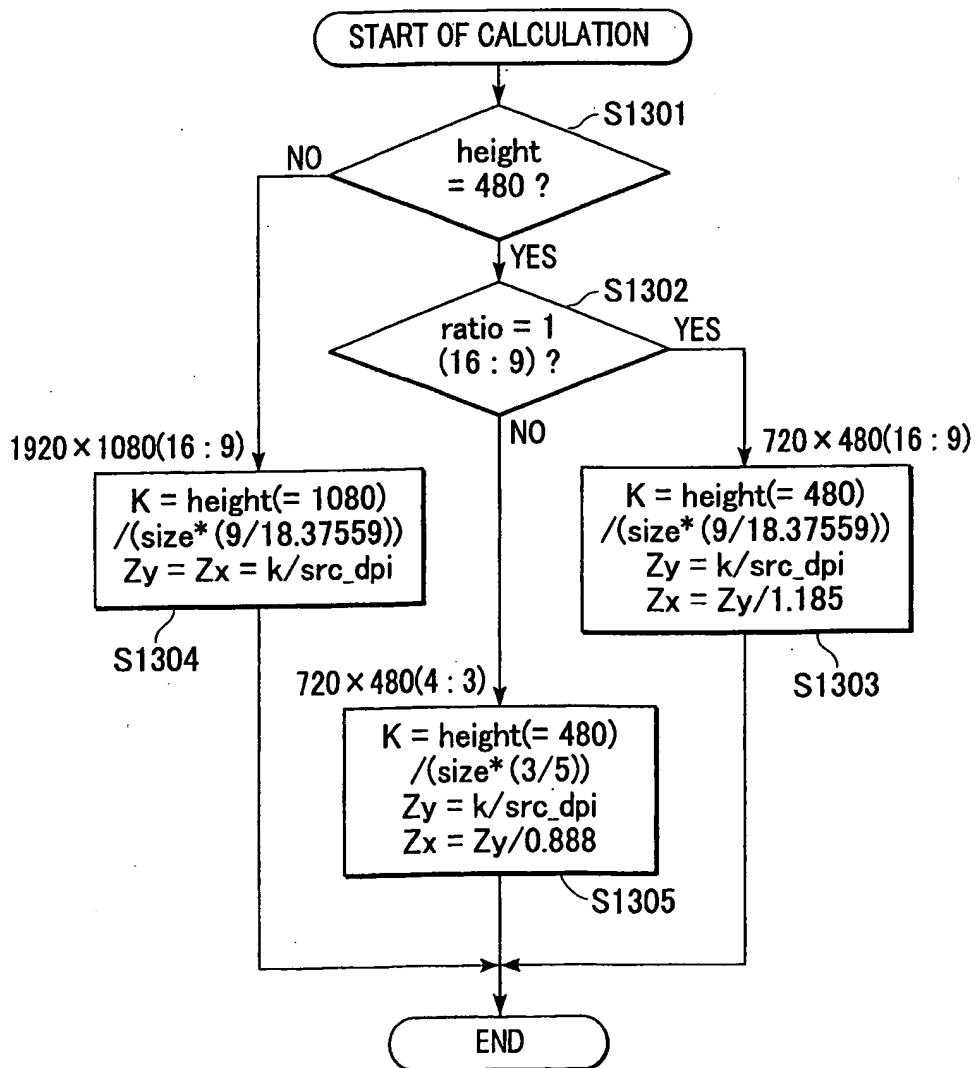 START OF CALCULATION
S1301
height
= 480 ?
NO
YES
S1302
ratio = 1
(16 : 9) ?
YES
NO
1920×1080(16 : 9)
K = height(= 1080)
/(size* (9/18.37559))
Zy = Zx = k/src_dpi
S1304
720×480(16 : 9)
K = height(= 480)
/(size* (9/18.37559))
Zy = k/src_dpi
Zx = Zy/1.185
S1303
720×480(4 : 3)
K = height(= 480)
/(size* (3/5))
Zy = k/src_dpi
Zx = Zy/0.888
S1305
END